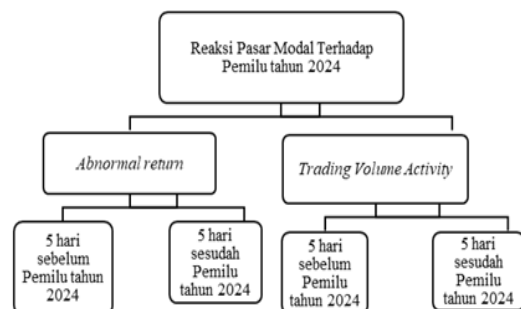 Reaksi Pasar Modal Terhadap
Pemilu tahun 2024
Abnormal return
Trading Volume Activity
5 hari
sebelum
Pemilu tahun
2024
5 hari
sesudah
Pemilu
tahun 2024
5 hari
sebelum
Pemilu
tahun 2024
5 hari
sesudah
Pemilu
tahun 2024